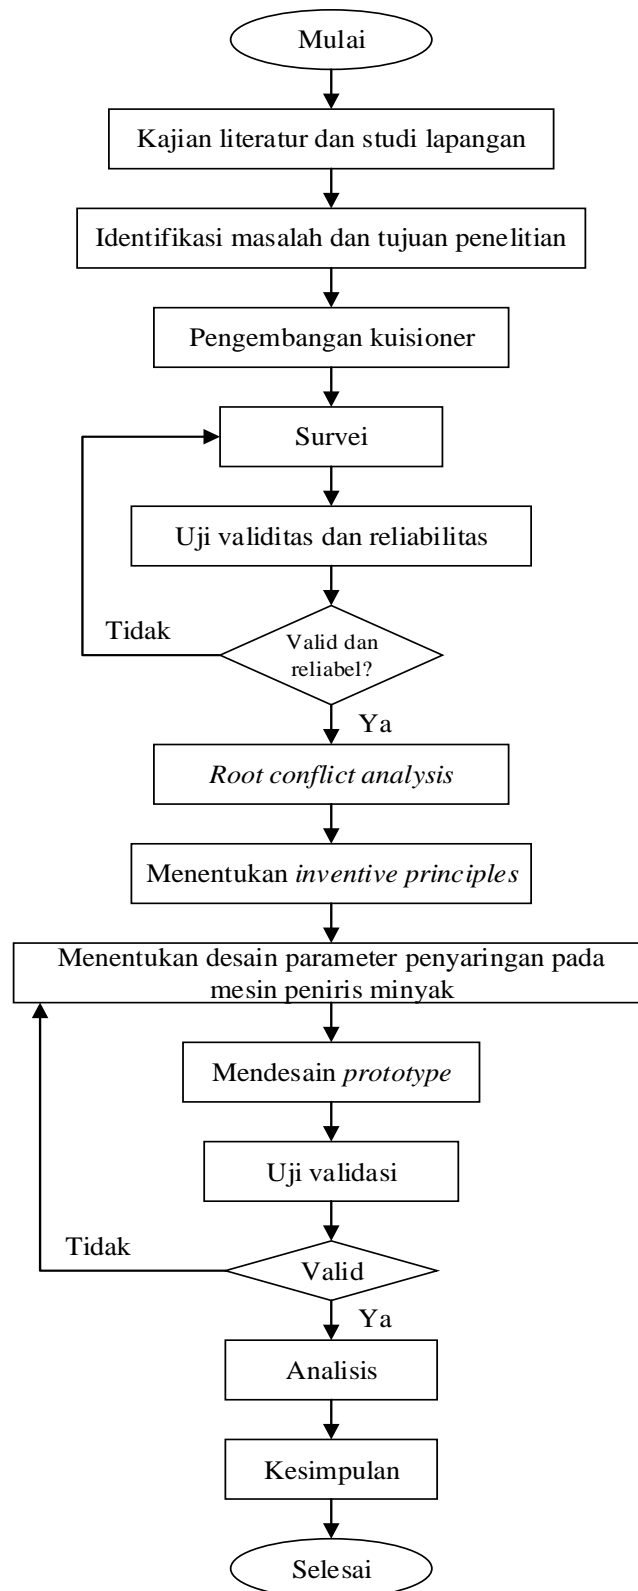 Mulai
Kajian literatur dan studi lapangan
Identifikasi masalah dan tujuan penelitian
Pengembangan kuisioner
Survei
Uji validitas dan reliabilitas
Tidak
Valid dan
reliabel?
Ya
Root conflict analysis
Menentukan inventive principles
Menentukan desain parameter penyaringan pada
mesin peniris minyak
Mendesain prototype
Uji validasi
Tidak
Valid
Ya
Analisis
Kesimpulan
Selesai